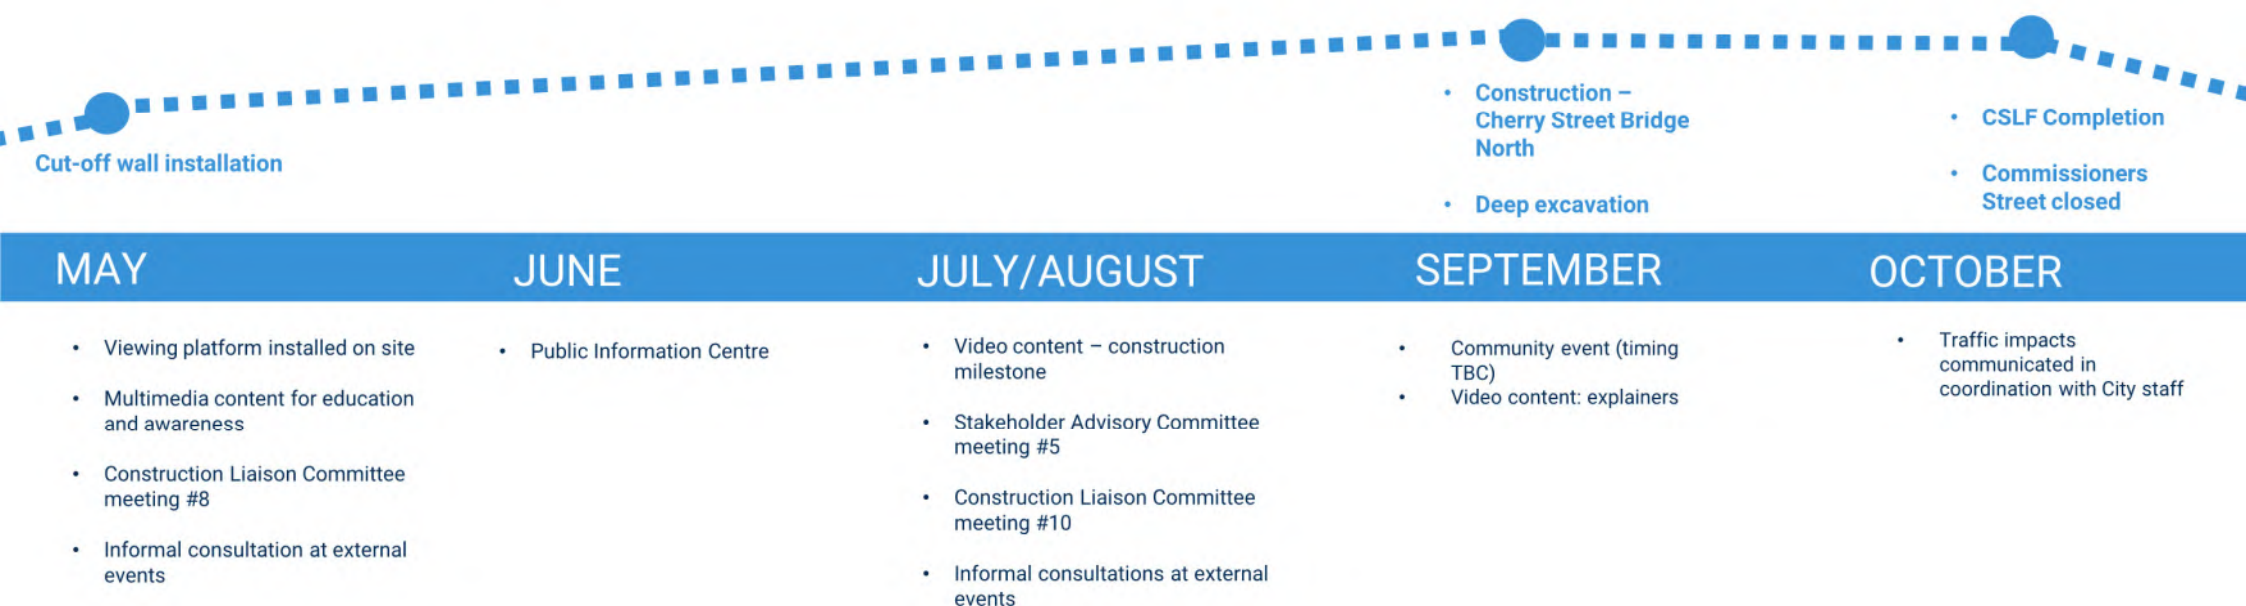 Cut-off wall installation
• Construction –
Cherry Street Bridge
North
• Deep excavation
• CSLF Completion
• Commissioners
Street closed
MAY
JUNE
JULY/AUGUST
SEPTEMBER
OCTOBER
• Viewing platform installed on site
• Multimedia content for education
and awareness
• Construction Liaison Committee
meeting #8
• Informal consultation at external
events
• Public Information Centre
• Video content – construction
milestone
• Stakeholder Advisory Committee
meeting #5
• Construction Liaison Committee
meeting #10
• Informal consultations at external
events
• Community event (timing
TBC)
• Video content: explainers
• Traffic impacts
communicated in
coordination with City staff